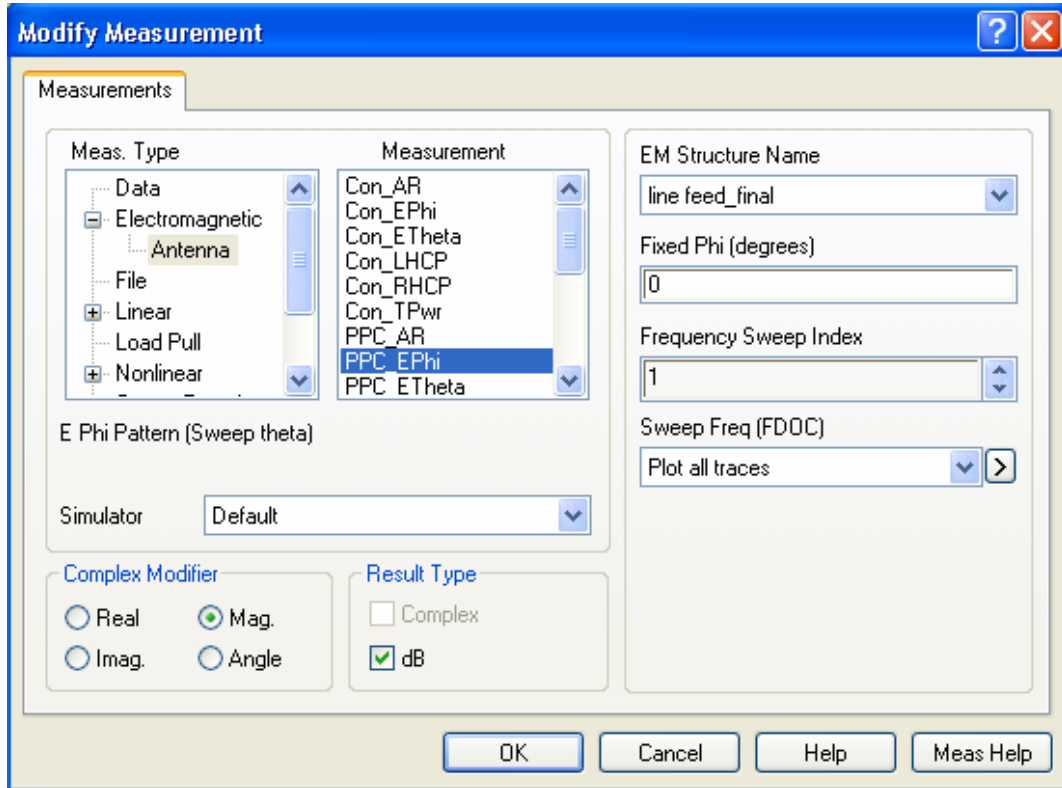 Modify Measurement
Measurements
Meas. Type
Data
Electromagnetic
Antenna
File
Linear
Load Pull
Nonlinear
Measurement
Con_AR
Con_EPhi
Con_ETheta
Con_LHCP
Con_RHCP
Con_TPwr
PPC_AR
PPC_EPhi
PPC_ETheta
E Phi Pattern (Sweep theta)
Simulator
Default
Complex Modifier
Real
Mag.
Imag.
Angle
Result Type
Complex
dB
EM Structure Name
line feed_final
Fixed Phi (degrees)
0
Frequency Sweep Index
1
Sweep Freq (FDOC)
Plot all traces
>
OK
Cancel
Help
Meas Help